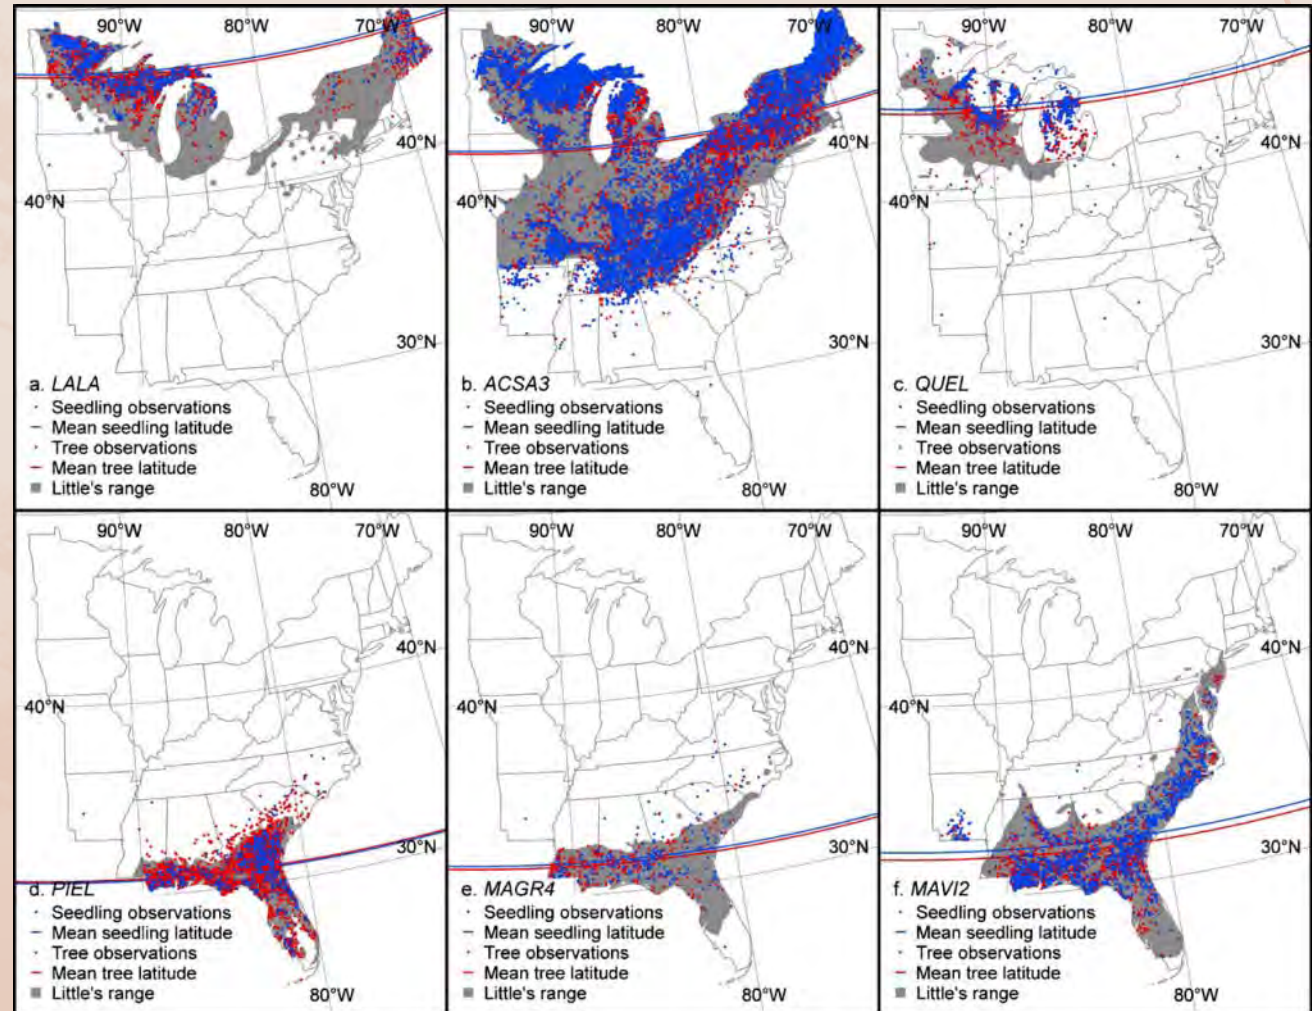 90°W 80°W 70°W
40°N
40°N
30°N
a. LALA
Seedling observations
Mean seedling latitude
Tree observations
Mean tree latitude
Little's range
80°W
90°W 80°W 70°W
40°N
40°N
30°N
b. ACSA3
Seedling observations
Mean seedling latitude
Tree observations
Mean tree latitude
Little's range
80°W
90°W 80°W 70°W
40°N
40°N
30°N
c. QUEL
Seedling observations
Mean seedling latitude
Tree observations
Mean tree latitude
Little's range
80°W
90°W 80°W 70°W
40°N
40°N
30°N
d. PIEL
Seedling observations
Mean seedling latitude
Tree observations
Mean tree latitude
Little's range
80°W
90°W 80°W 70°W
40°N
40°N
30°N
e. MAGR4
Seedling observations
Mean seedling latitude
Tree observations
Mean tree latitude
Little's range
80°W
90°W 80°W 70°W
40°N
40°N
30°N
f. MAVI2
Seedling observations
Mean seedling latitude
Tree observations
Mean tree latitude
Little's range
80°W